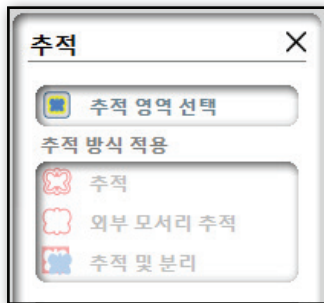 추적
추적 영역 선택
추적 방식 적용
추적
외부 모서리 추적
추적 및 분리